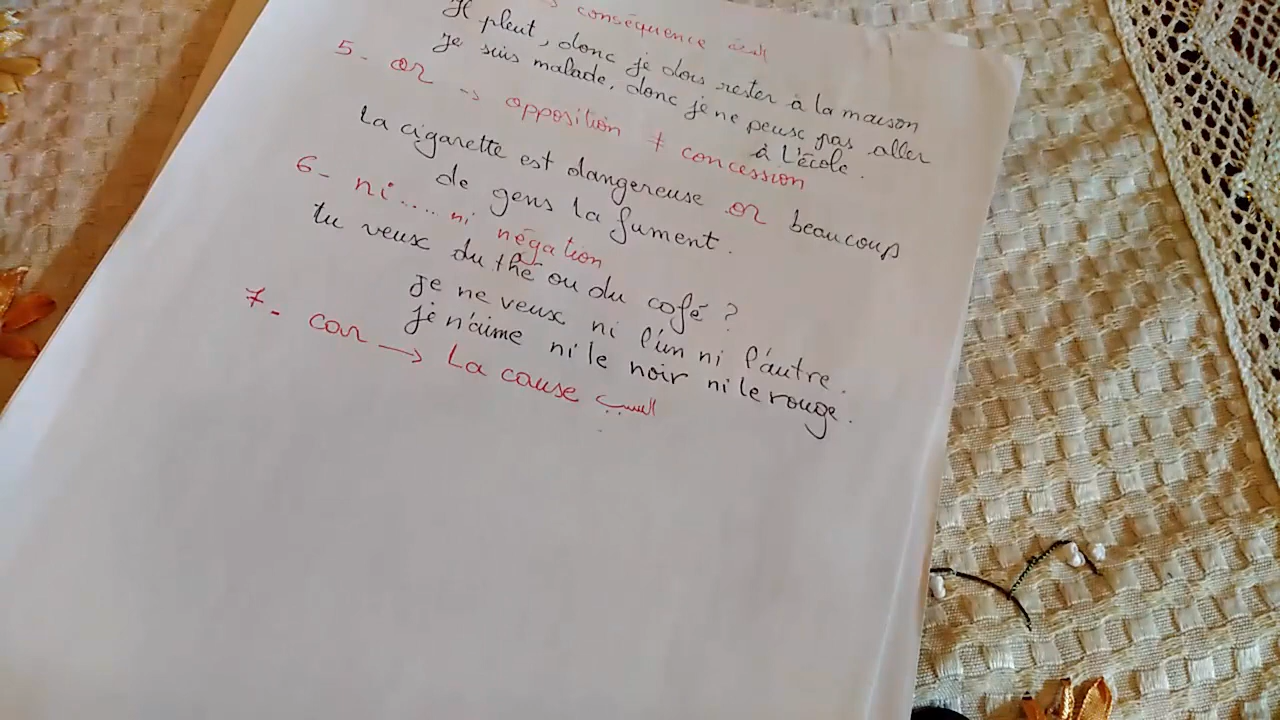 conséquence
Il pleut, donc je dois rester à la maison
Je suis malade, donc je ne peux pas aller
à l'école.
5- or → opposition ≠ concession
La cigarette est dangereuse or beaucoup
de gens la fument.
6- ni.... ni négation
tu veux du thé ou du café ?
Je ne veux ni l'un ni l'autre.
Je n'aime ni le noir ni le rouge.
7- car → La cause السبب